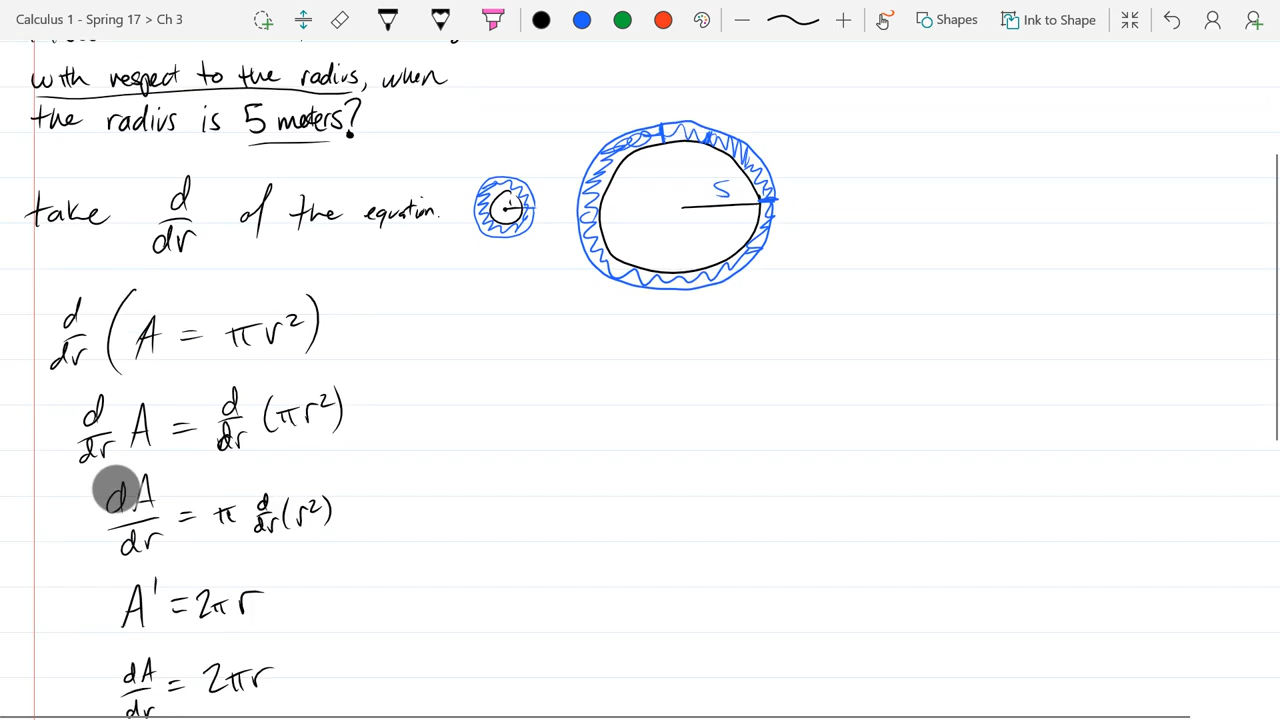 Calculus 1 - Spring 17 > Ch 3
Shapes
Ink to Shape
with respect to the radius, when
the radius is 5 meters?
take d/dr of the equation.
1
5
d/dr (A = πr²)
d/dr A = d/dr (πr²)
dA/dr = π d/dr (r²)
A' = 2πr
dA/dr = 2πr